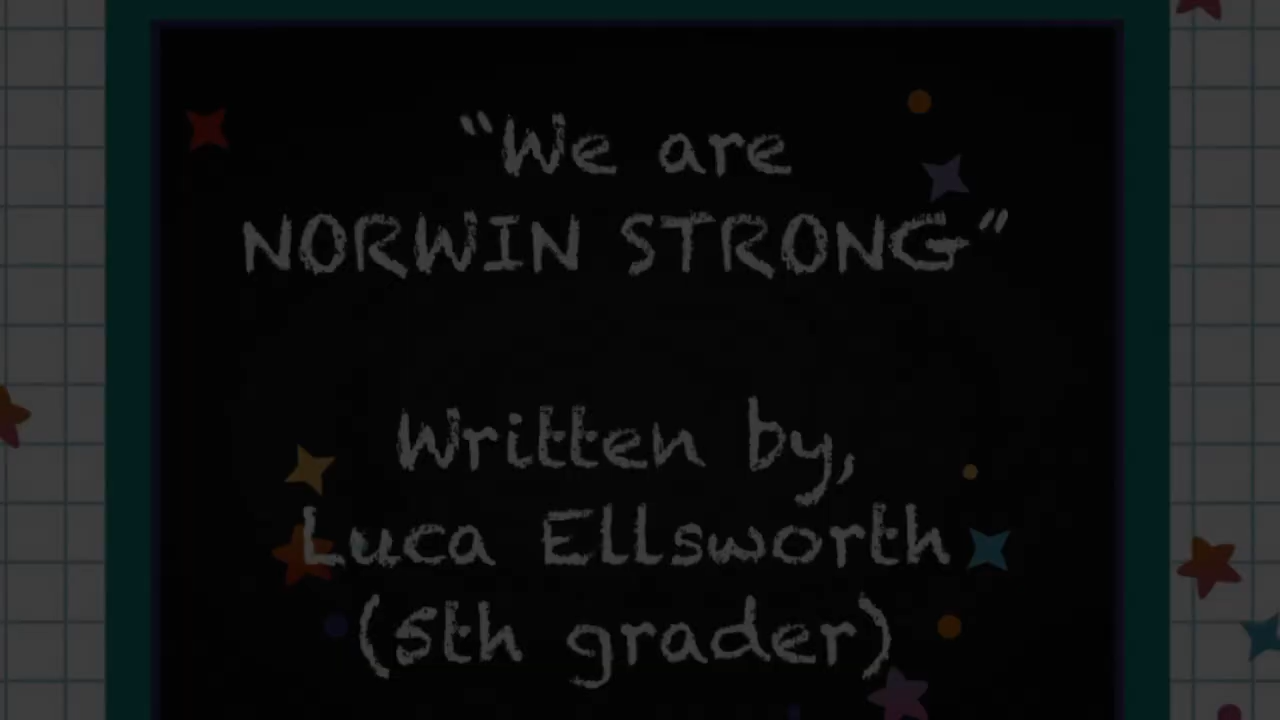 “We are
NORWIN STRONG”
Written by,
Luca Ellsworth
(5th grader)